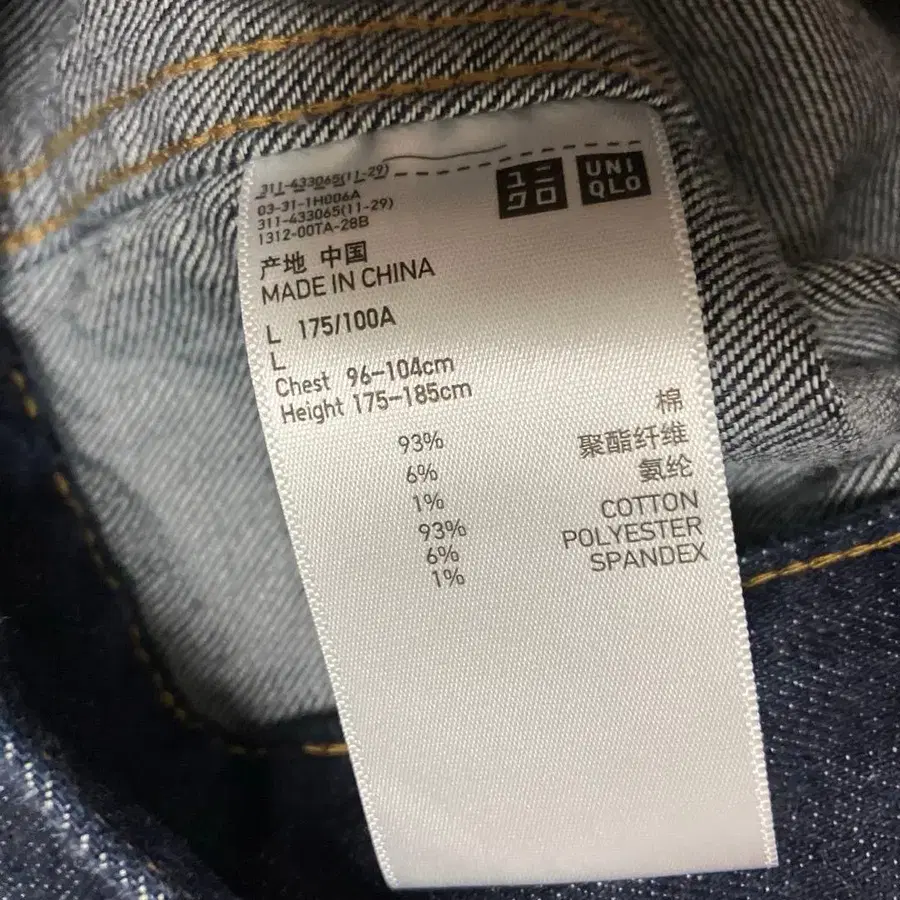 311-433065(11-29)
03-31-1H006A
311-433065(11-29)
1312-00TA-28B
ユニ
クロ
UNI
QLO
产地 中国
MADE IN CHINA
L 175/100A
L
Chest 96-104cm
Height 175-185cm
93% 棉
6% 聚酯纤维
1% 氨纶
93% COTTON
6% POLYESTER
1% SPANDEX